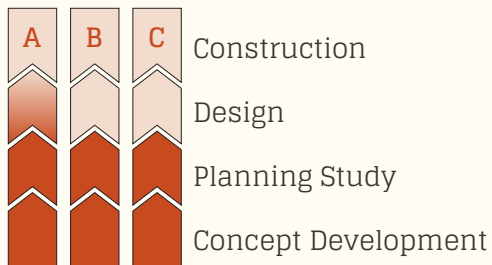 A B C
Construction
Design
Planning Study
Concept Development